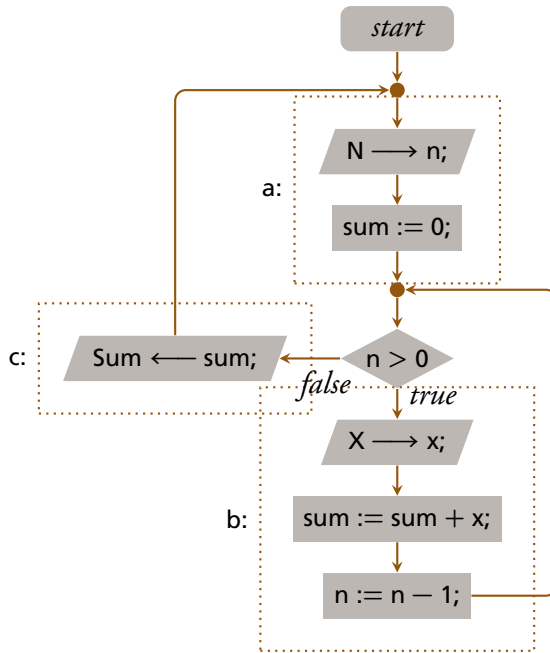 start
N ⟶ n;
a:
sum := 0;
n > 0
c:
Sum ⟵ sum;
false
true
X ⟶ x;
b:
sum := sum + x;
n := n − 1;